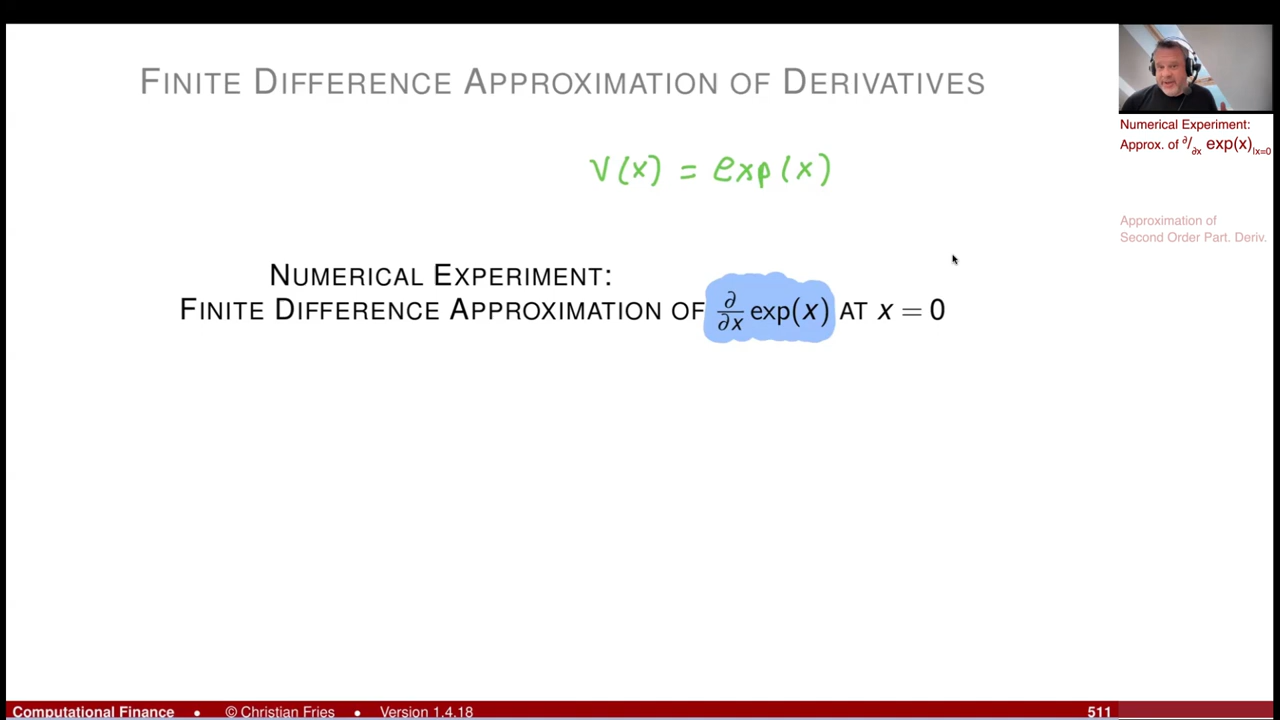 FINITE DIFFERENCE APPROXIMATION OF DERIVATIVES
V(x) = exp(x)
NUMERICAL EXPERIMENT:
FINITE DIFFERENCE APPROXIMATION OF ∂/∂x exp(x) AT x = 0
Numerical Experiment:
Approx. of ∂/∂x exp(x)|x=0
Approximation of
Second Order Part. Deriv.
Computational Finance • © Christian Fries • Version 1.4.18 511